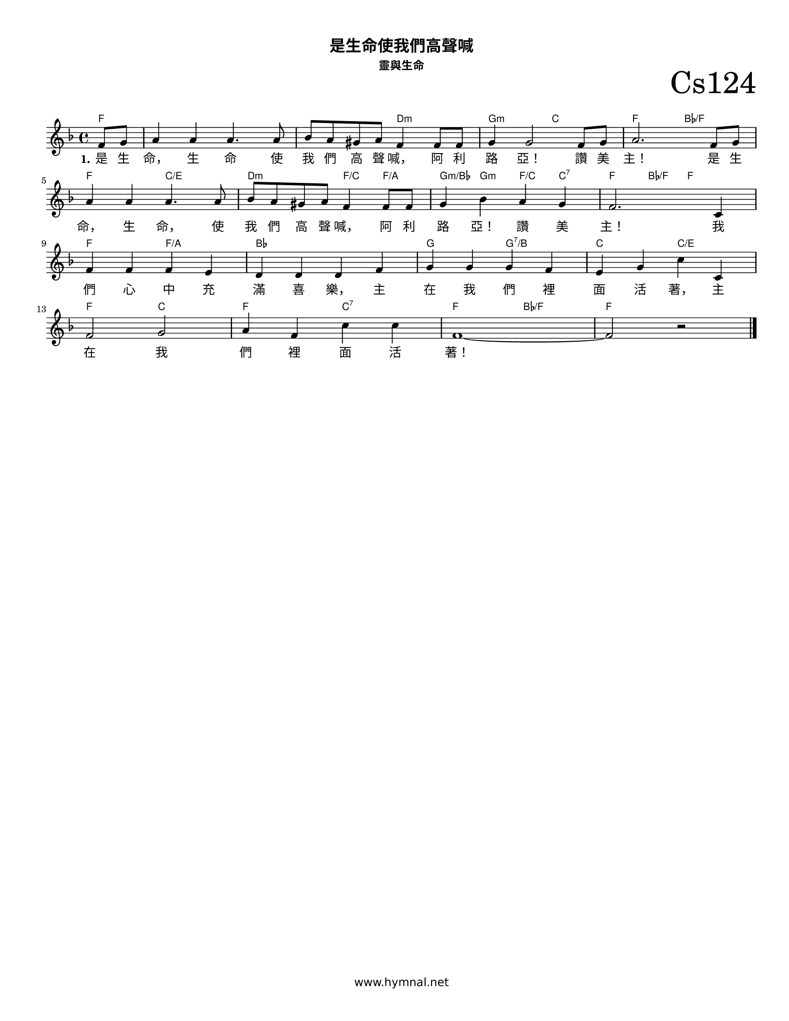 是生命使我們高聲喊
靈與生命
Cs124
F Dm Gm C F B♭/F
1. 是 生 命， 生 命 使 我 們 高 聲 喊， 阿 利 路 亞！ 讚 美 主！ 是 生
F C/E Dm F/C F/A Gm/B♭ Gm F/C C7 F B♭/F F
5
命， 生 命， 使 我 們 高 聲 喊， 阿 利 路 亞！ 讚 美 主！ 我
F F/A B♭ G G7/B C C/E
9
們 心 中 充 滿 喜 樂， 主 在 我 們 裡 面 活 著， 主
F C F C7 F B♭/F F
13
在 我 們 裡 面 活 著！
www.hymnal.net